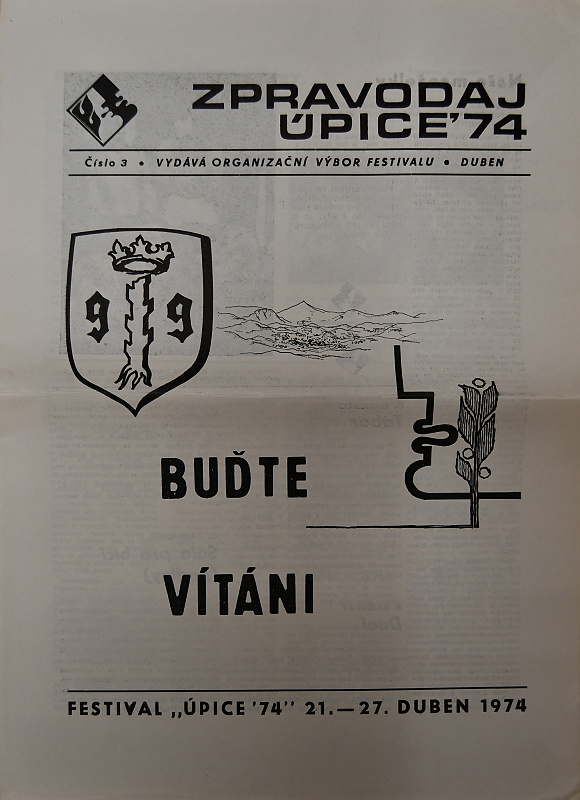 ZPRAVODAJ
ÚPICE'74
Číslo 3 • VYDÁVÁ ORGANIZAČNÍ VÝBOR FESTIVALU • DUBEN
9 9
BUĎTE
VÍTÁNI
FESTIVAL „ÚPICE '74" 21.—27. DUBEN 1974